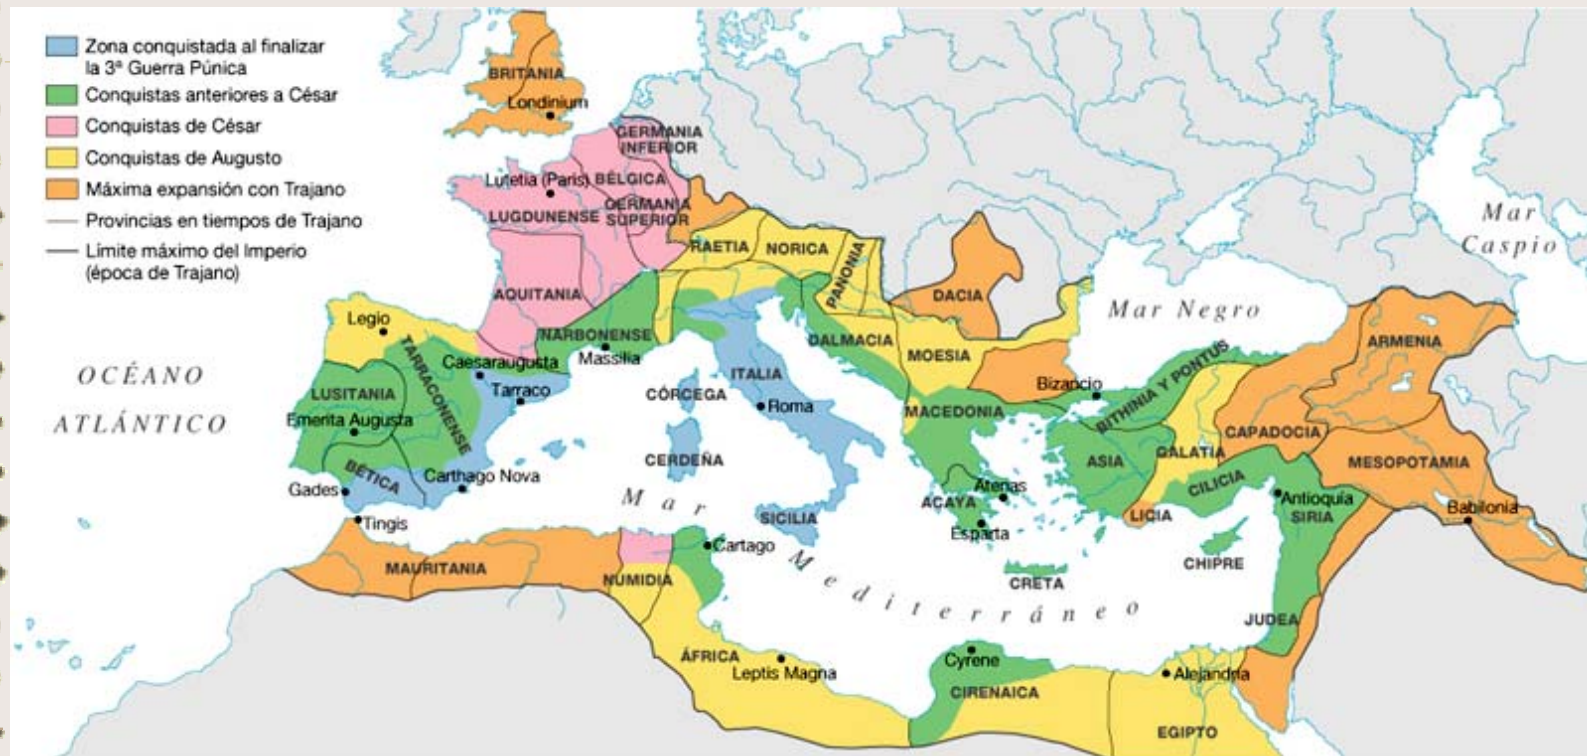 Zona conquistada al finalizar
la 3ª Guerra Púnica
Conquistas anteriores a César
Conquistas de César
Conquistas de Augusto
Máxima expansión con Trajano
Provincias en tiempos de Trajano
Límite máximo del Imperio
(época de Trajano)
BRITANIA
Londinium
GERMANIA
INFERIOR
Lutetia (Paris)
BÉLGICA
LUGDUNENSE
GERMANIA
SUPERIOR
RAETIA
NORICA
PANONIA
DACIA
Mar
Caspio
Mar Negro
AQUITANIA
Legio
NARBONENSE
Massilia
DALMACIA
MOESIA
ARMENIA
TARRACONENSE
Caesaraugusta
Tarraco
OCÉANO
ATLÁNTICO
LUSITANIA
Emerita Augusta
CÓRCEGA
ITALIA
Roma
Bizancio
BITHINIA Y PONTUS
MACEDONIA
CAPADOCIA
GALATIA
ASIA
MESOPOTAMIA
CERDEÑA
BÉTICA
Carthago Nova
Gades
Tingis
Mar Mediterráneo
SICILIA
ACAYA
Atenas
Esparta
LICIA
CILICIA
Antioquía
SIRIA
Babilonia
MAURITANIA
NUMIDIA
Cartago
CRETA
CHIPRE
JUDEA
ÁFRICA
Leptis Magna
Cyrene
CIRENAICA
Alejandría
EGIPTO